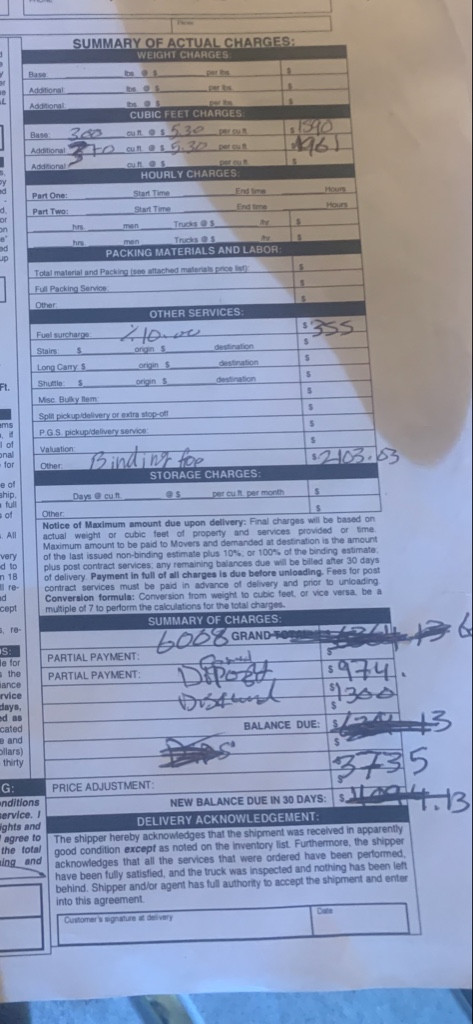 Phone
SUMMARY OF ACTUAL CHARGES:
WEIGHT CHARGES
Base lbs @ $ per lbs $
Additional lbs @ $ per lbs $
Additional lbs @ $ per lbs $
CUBIC FEET CHARGES:
Base: 300 cu.ft. @ $ 5.30 per cu.ft. $ 1590
Additional 370 cu.ft. @ $ 5.30 per cu.ft. $ 1961
Additional cu.ft. @ $ per cu.ft. $
HOURLY CHARGES:
Part One: Start Time End time Hours
Part Two: Start Time End time Hours
hrs. men Trucks @ $ hr $
hrs men Trucks @ $ hr $
PACKING MATERIALS AND LABOR:
Total material and Packing (see attached materials price list): $
Full Packing Service: $
Other: $
OTHER SERVICES:
Fuel surcharge $ 355
Stairs $ origin $ destination $
Long Carry: $ origin $ destination $
Shuttle: $ origin $ destination $
Misc. Bulky Item: $
Split pickup/delivery or extra stop-off $
P.G.S. pickup/delivery service: $
Valuation: $
Other: Binding fee $ 2103.63
STORAGE CHARGES:
Days @ cu.ft. @ $ per cu.ft. per month $
Other: $
Notice of Maximum amount due upon delivery: Final charges will be based on
actual weight or cubic feet of property and services provided or time.
Maximum amount to be paid to Movers and demanded at destination is the amount
of the last issued non-binding estimate plus 10%, or 100% of the binding estimate,
plus post contract services; any remaining balances due will be billed after 30 days
of delivery. Payment in full of all charges is due before unloading. Fees for post
contract services must be paid in advance of delivery and prior to unloading.
Conversion formula: Conversion from weight to cubic feet, or vice versa, be a
multiple of 7 to perform the calculations for the total charges.
SUMMARY OF CHARGES:
6008 GRAND
PARTIAL PAYMENT:
PARTIAL PAYMENT: Deposit $ 974.
Discount $ 1300
BALANCE DUE: $ 13
$
3735
PRICE ADJUSTMENT: $
NEW BALANCE DUE IN 30 DAYS: $ 4.13
DELIVERY ACKNOWLEDGEMENT:
The shipper hereby acknowledges that the shipment was received in apparently
good condition except as noted on the inventory list. Furthermore, the shipper
acknowledges that all the services that were ordered have been performed,
have been fully satisfied, and the truck was inspected and nothing has been left
behind. Shipper and/or agent has full authority to accept the shipment and enter
into this agreement.
Customer's signature at delivery Date